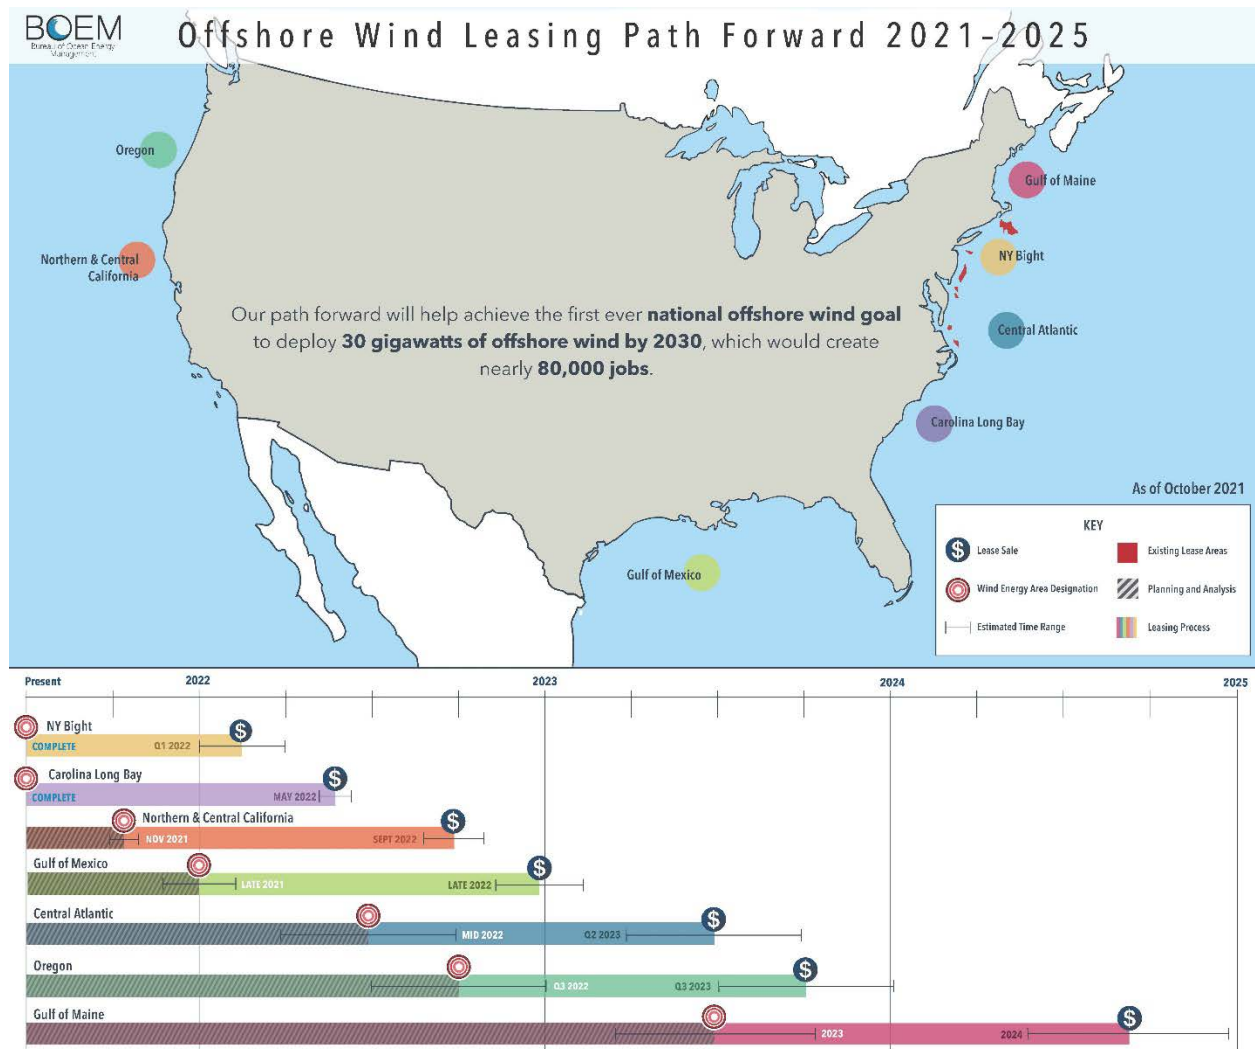 BOEM
Bureau of Ocean Energy
Management
Offshore Wind Leasing Path Forward 2021-2025
Oregon
Gulf of Maine
Northern & Central
California
NY Bight
Our path forward will help achieve the first ever national offshore wind goal
to deploy 30 gigawatts of offshore wind by 2030, which would create
nearly 80,000 jobs.
Central Atlantic
Carolina Long Bay
Gulf of Mexico
As of October 2021
KEY
$ Lease Sale
Existing Lease Areas
Wind Energy Area Designation
Planning and Analysis
Estimated Time Range
Leasing Process
Present 2022 2023 2024 2025
NY Bight $
COMPLETE Q1 2022
Carolina Long Bay $
COMPLETE MAY 2022
Northern & Central California $
NOV 2021 SEPT 2022
Gulf of Mexico $
LATE 2021 LATE 2022
Central Atlantic $
MID 2022 Q2 2023
Oregon $
Q3 2022 Q3 2023
Gulf of Maine $
2023 2024